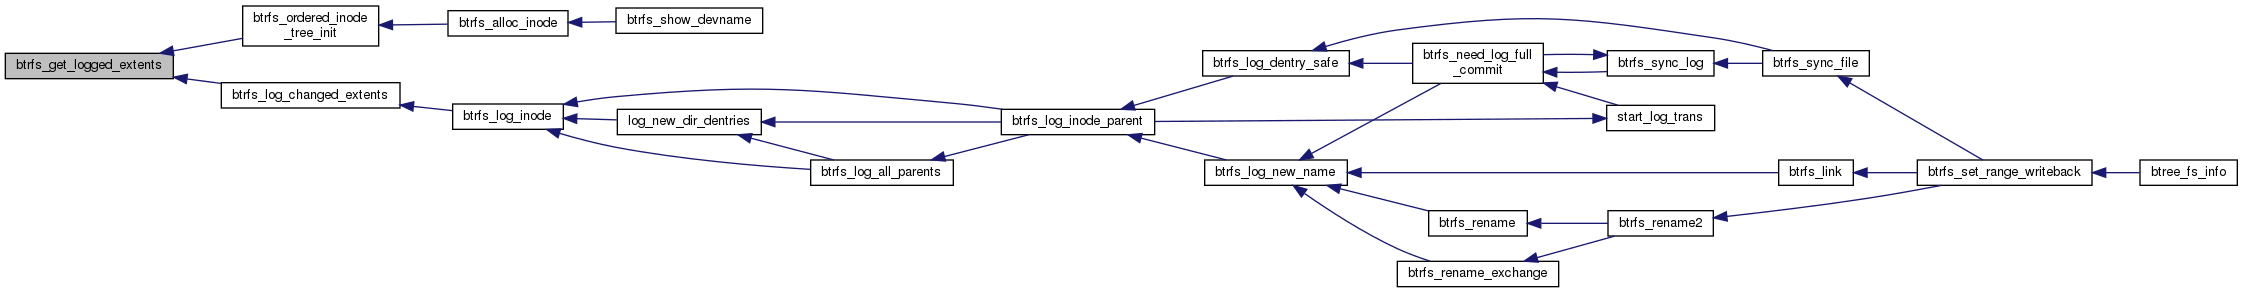 btrfs_get_logged_extents
btrfs_ordered_inode
_tree_init
btrfs_alloc_inode
btrfs_show_devname
btrfs_log_changed_extents
btrfs_log_inode
log_new_dir_dentries
btrfs_log_all_parents
btrfs_log_inode_parent
btrfs_log_dentry_safe
btrfs_log_new_name
btrfs_need_log_full
_commit
btrfs_sync_log
start_log_trans
btrfs_sync_file
btrfs_link
btrfs_rename
btrfs_rename2
btrfs_rename_exchange
btrfs_set_range_writeback
btree_fs_info